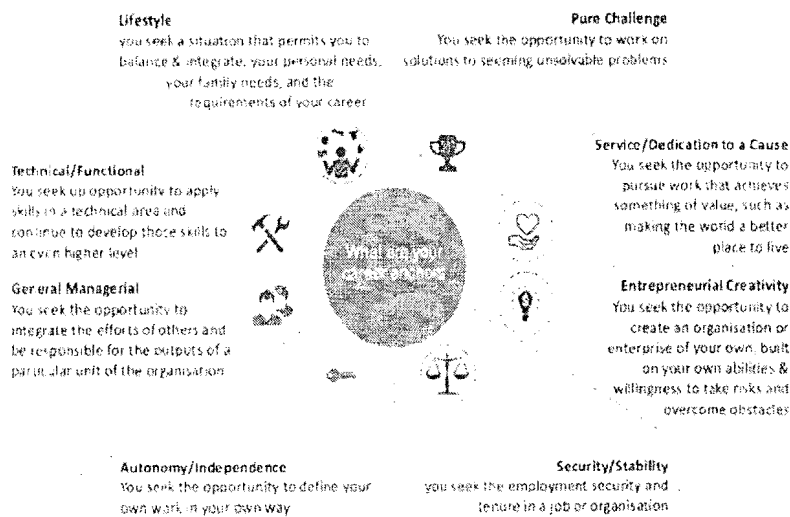 Lifestyle
you seek a situation that permits you to
balance & integrate, your personal needs,
your family needs, and the
requirements of your career
Pure Challenge
You seek the opportunity to work on
solutions to seeming unsolvable problems
Technical/Functional
You seek up opportunity to apply
skills in a technical area and
continue to develop those skills to
an even higher level
Service/Dedication to a Cause
You seek the opportunity to
pursue work that achieves
something of value, such as
making the world a better
place to live
What are your
career anchors
General Managerial
You seek the opportunity to
integrate the efforts of others and
be responsible for the outputs of a
particular unit of the organisation
Entrepreneurial Creativity
You seek the opportunity to
create an organisation or
enterprise of your own, built
on your own abilities &
willingness to take risks and
overcome obstacles
Autonomy/Independence
You seek the opportunity to define your
own work in your own way
Security/Stability
you seek the employment security and
tenure in a job or organisation